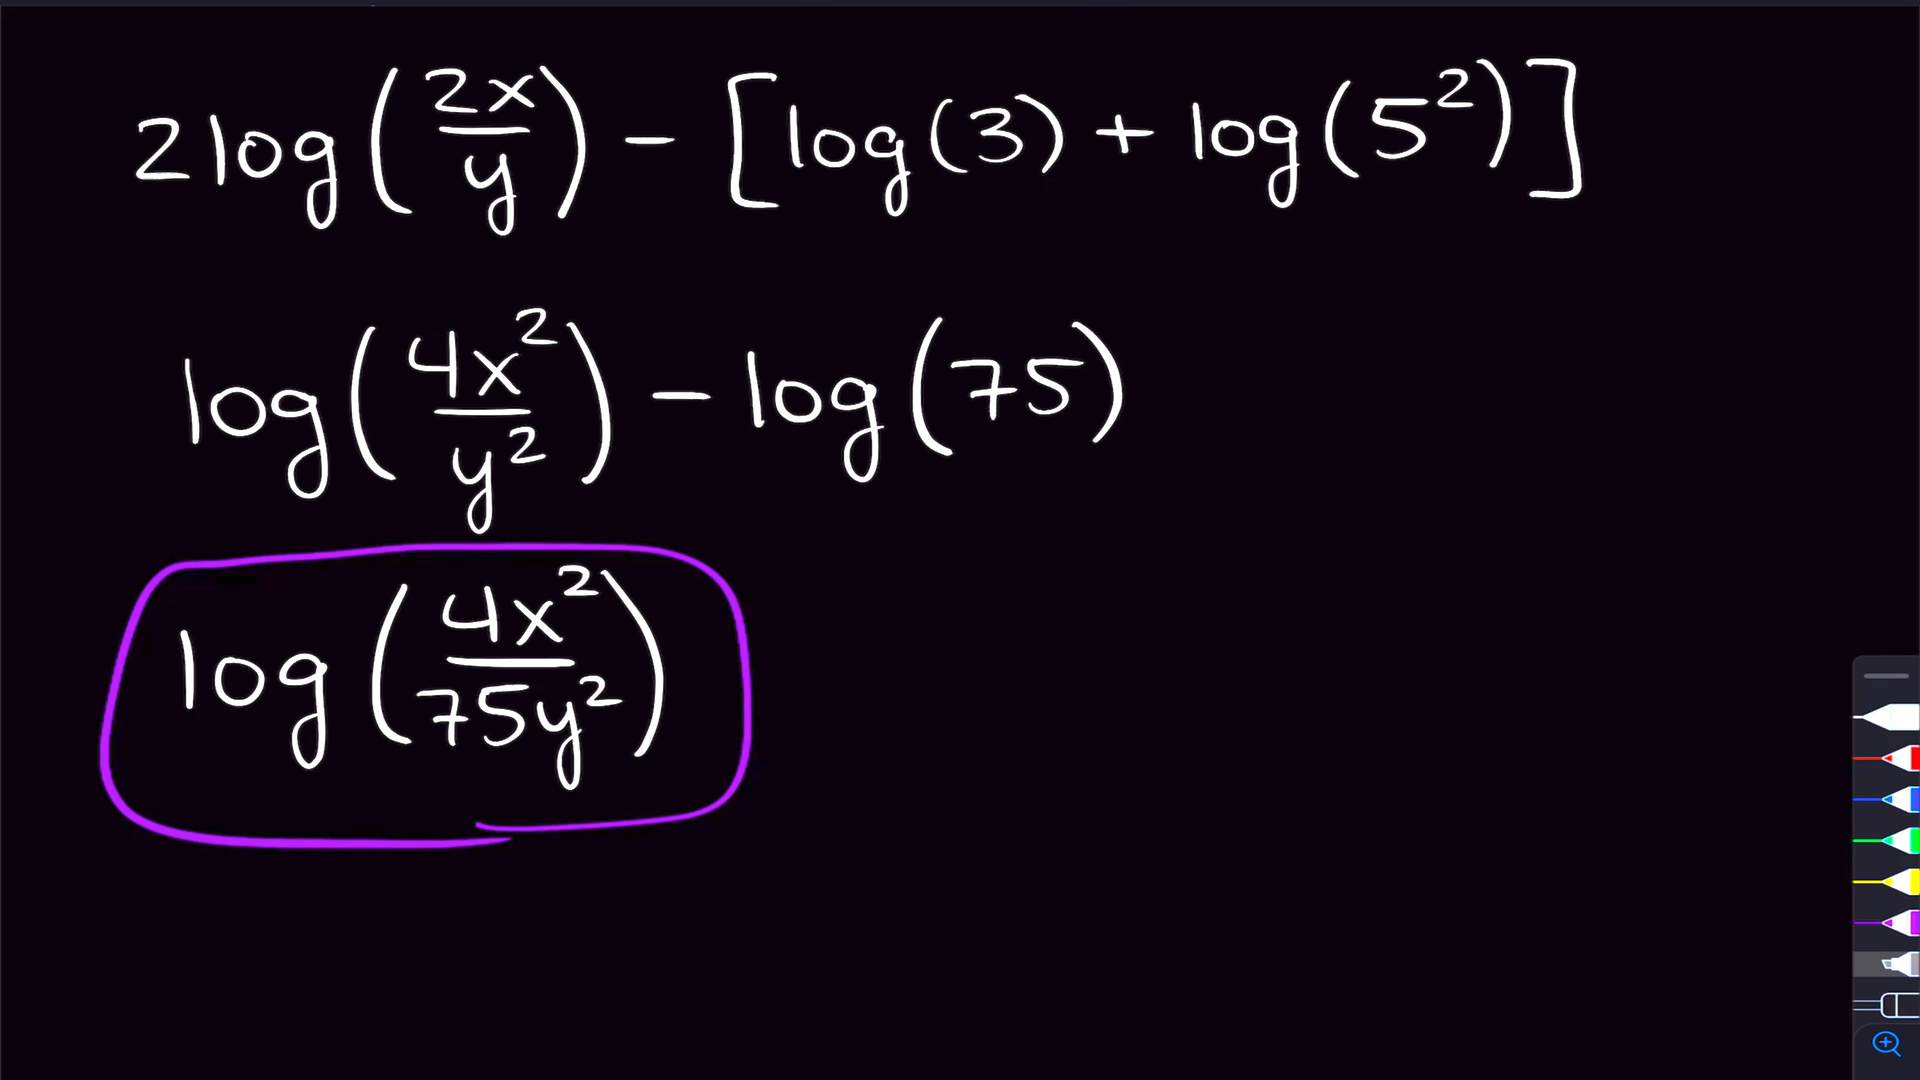 2log(2x/y) - [log(3) + log(5²)]
log(4x²/y²) - log(75)
log(4x²/75y²)